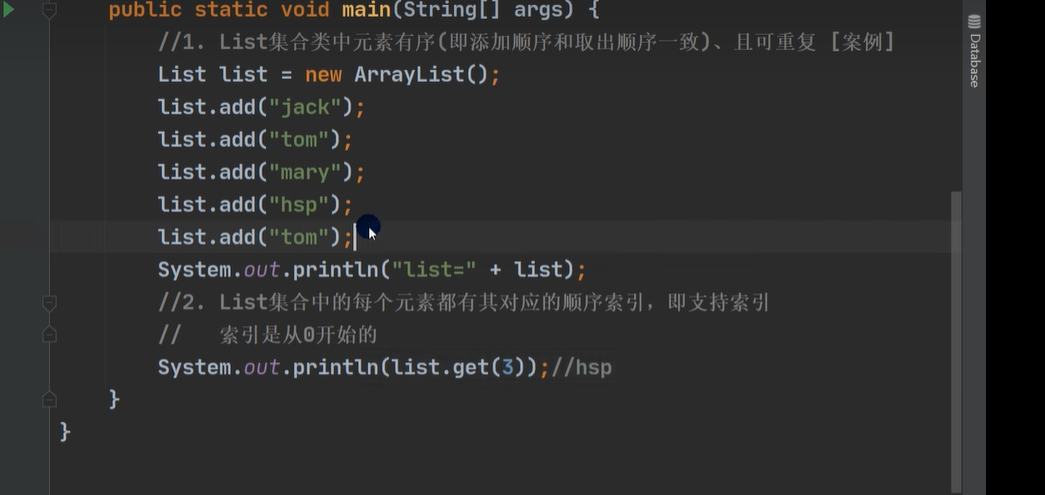 public static void main(String[] args) {
//1. List集合类中元素有序(即添加顺序和取出顺序一致)、且可重复 [案例]
List list = new ArrayList();
list.add("jack");
list.add("tom");
list.add("mary");
list.add("hsp");
list.add("tom");
System.out.println("list=" + list);
//2. List集合中的每个元素都有其对应的顺序索引，即支持索引
//   索引是从0开始的
System.out.println(list.get(3));//hsp
}
}
Database